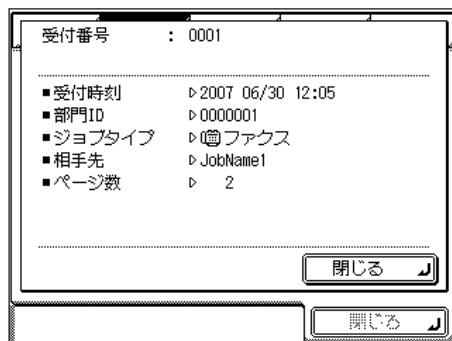 受付番号 : 0001
■受付時刻 ▷2007 06/30 12:05
■部門ID ▷0000001
■ジョブタイプ ▷ファクス
■相手先 ▷JobName1
■ページ数 ▷ 2
閉じる
閉じる